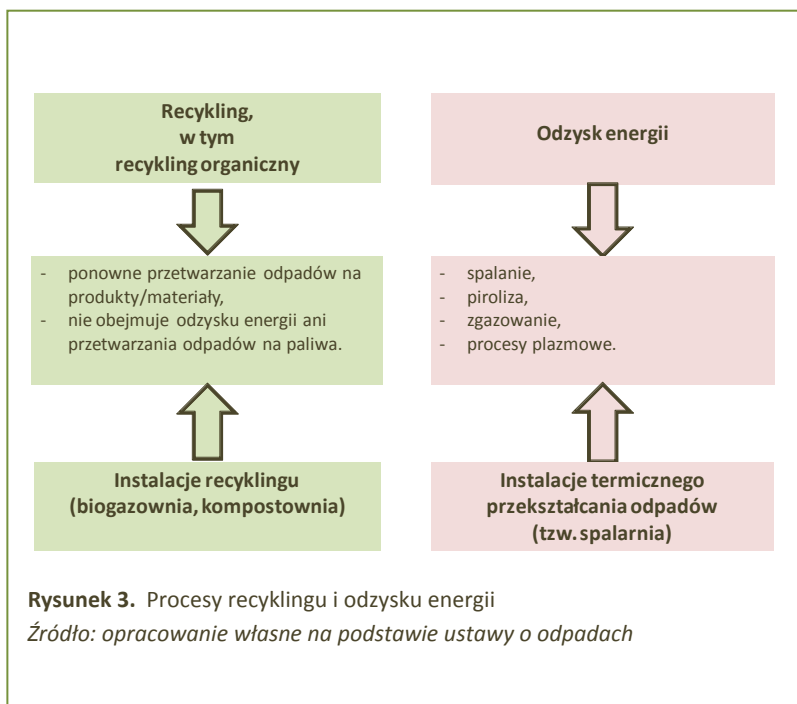 Recykling,
w tym
recykling organiczny
Odzysk energii
- ponowne przetwarzanie odpadów na
produkty/materiały,
- nie obejmuje odzysku energii ani
przetwarzania odpadów na paliwa.
- spalanie,
- piroliza,
- zgazowanie,
- procesy plazmowe.
Instalacje recyklingu
(biogazownia, kompostownia)
Instalacje termicznego
przekształcania odpadów
(tzw. spalarnia)
Rysunek 3. Procesy recyklingu i odzysku energii
Źródło: opracowanie własne na podstawie ustawy o odpadach